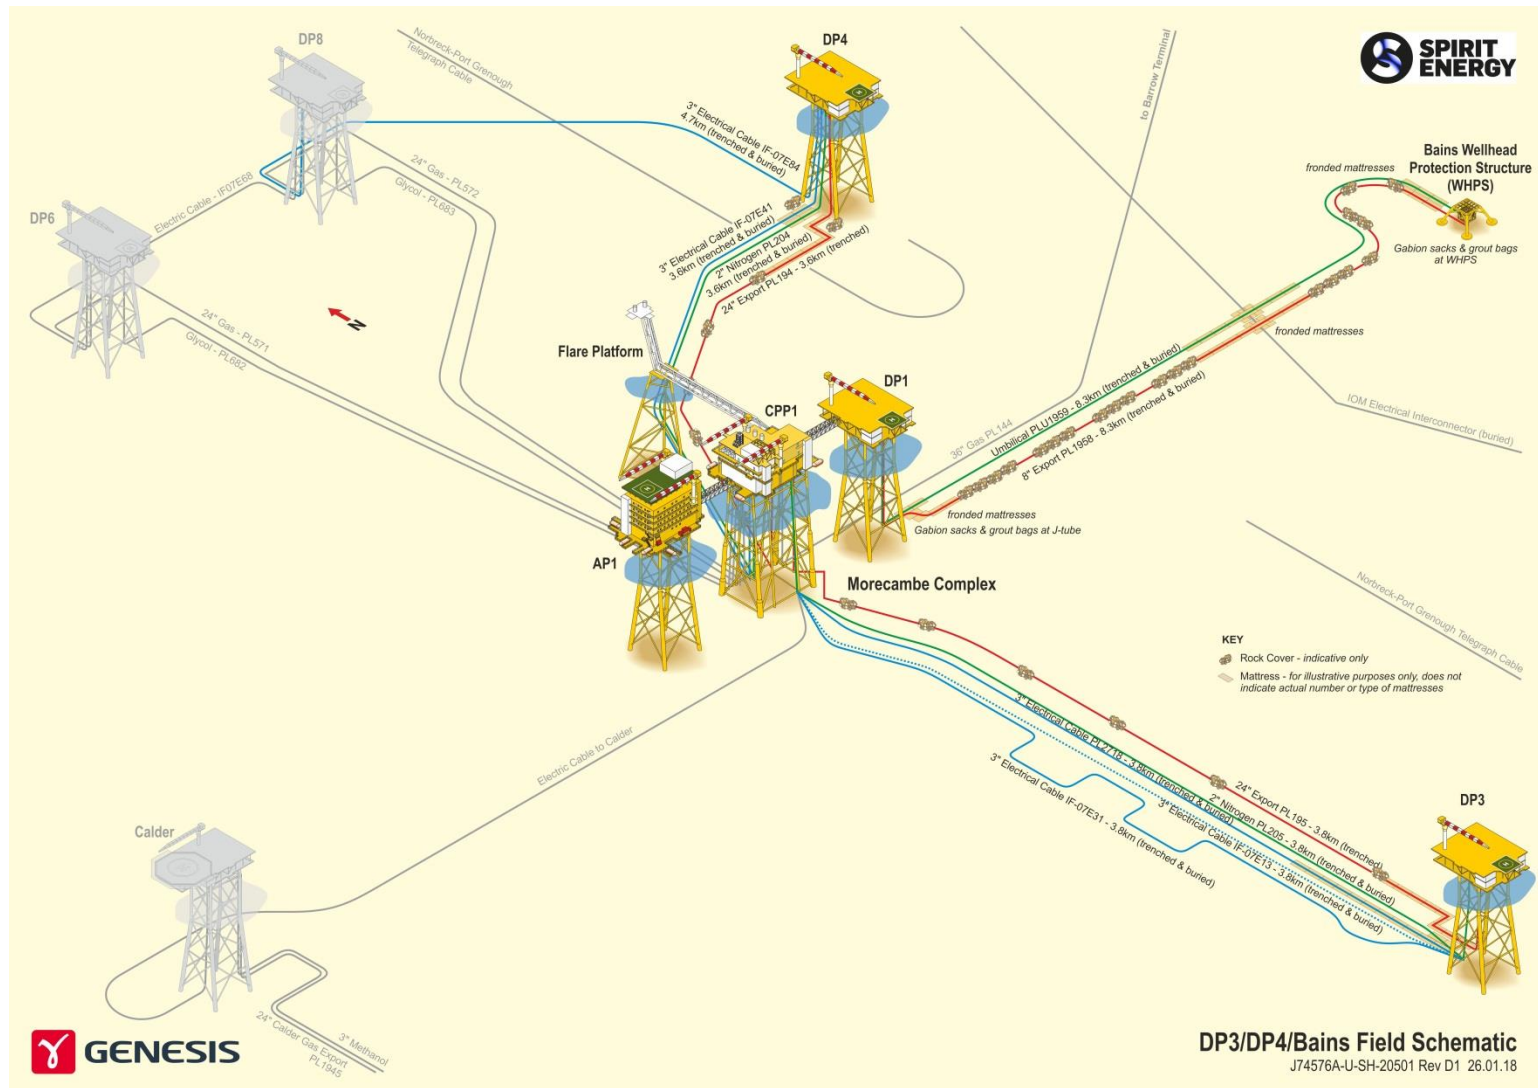 DP8
Norbreck-Port Grenough
Telegraph Cable
DP4
to Barrow Terminal
SPIRIT
ENERGY
3" Electrical Cable IF-07E84
4.7km (trenched & buried)
Bains Wellhead
Protection Structure
(WHPS)
fronded mattresses
24" Gas - PL572
Glycol - PL683
Electric Cable - IF07E68
DP6
3" Electrical Cable IF-07E41
3.6km (trenched & buried)
2" Nitrogen PL204
3.6km (trenched & buried)
24" Export PL194 - 3.6km (trenched)
Gabion sacks & grout bags
at WHPS
N
24" Gas - PL571
Glycol - PL682
fronded mattresses
Flare Platform
DP1
CPP1
36" Gas PL144
Umbilical PLU1959 - 8.3km (trenched & buried)
8" Export PL1958 - 8.3km (trenched & buried)
IOM Electrical Interconnector (buried)
fronded mattresses
Gabion sacks & grout bags at J-tube
AP1
Morecambe Complex
Norbreck-Port Grenough Telegraph Cable
KEY
Rock Cover - indicative only
Mattress - for illustrative purposes only, does not
indicate actual number or type of mattresses
Electric Cable to Calder
3" Electrical Cable PL2718 - 3.8km (trenched & buried)
3" Electrical Cable IF-07E31 - 3.8km (trenched & buried)
24" Export PL195 - 3.8km (trenched)
2" Nitrogen PL205 - 3.8km (trenched & buried)
3" Electrical Cable IF-07E13 - 3.8km (trenched & buried)
DP3
Calder
24" Calder Gas Export
PL1945
3" Methanol
GENESIS
DP3/DP4/Bains Field Schematic
J74576A-U-SH-20501 Rev D1 26.01.18